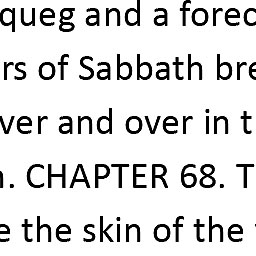 queg and a forec
rs of Sabbath bre
ver and over in t
. CHAPTER 68. T
e the skin of the